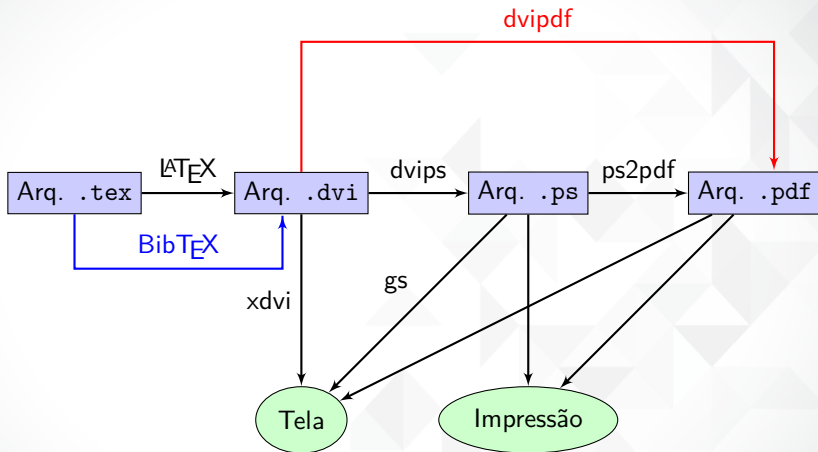 dvipdf
LATEX
dvips
ps2pdf
Arq. .tex
Arq. .dvi
Arq. .ps
Arq. .pdf
BibTEX
xdvi
gs
Tela
Impressão